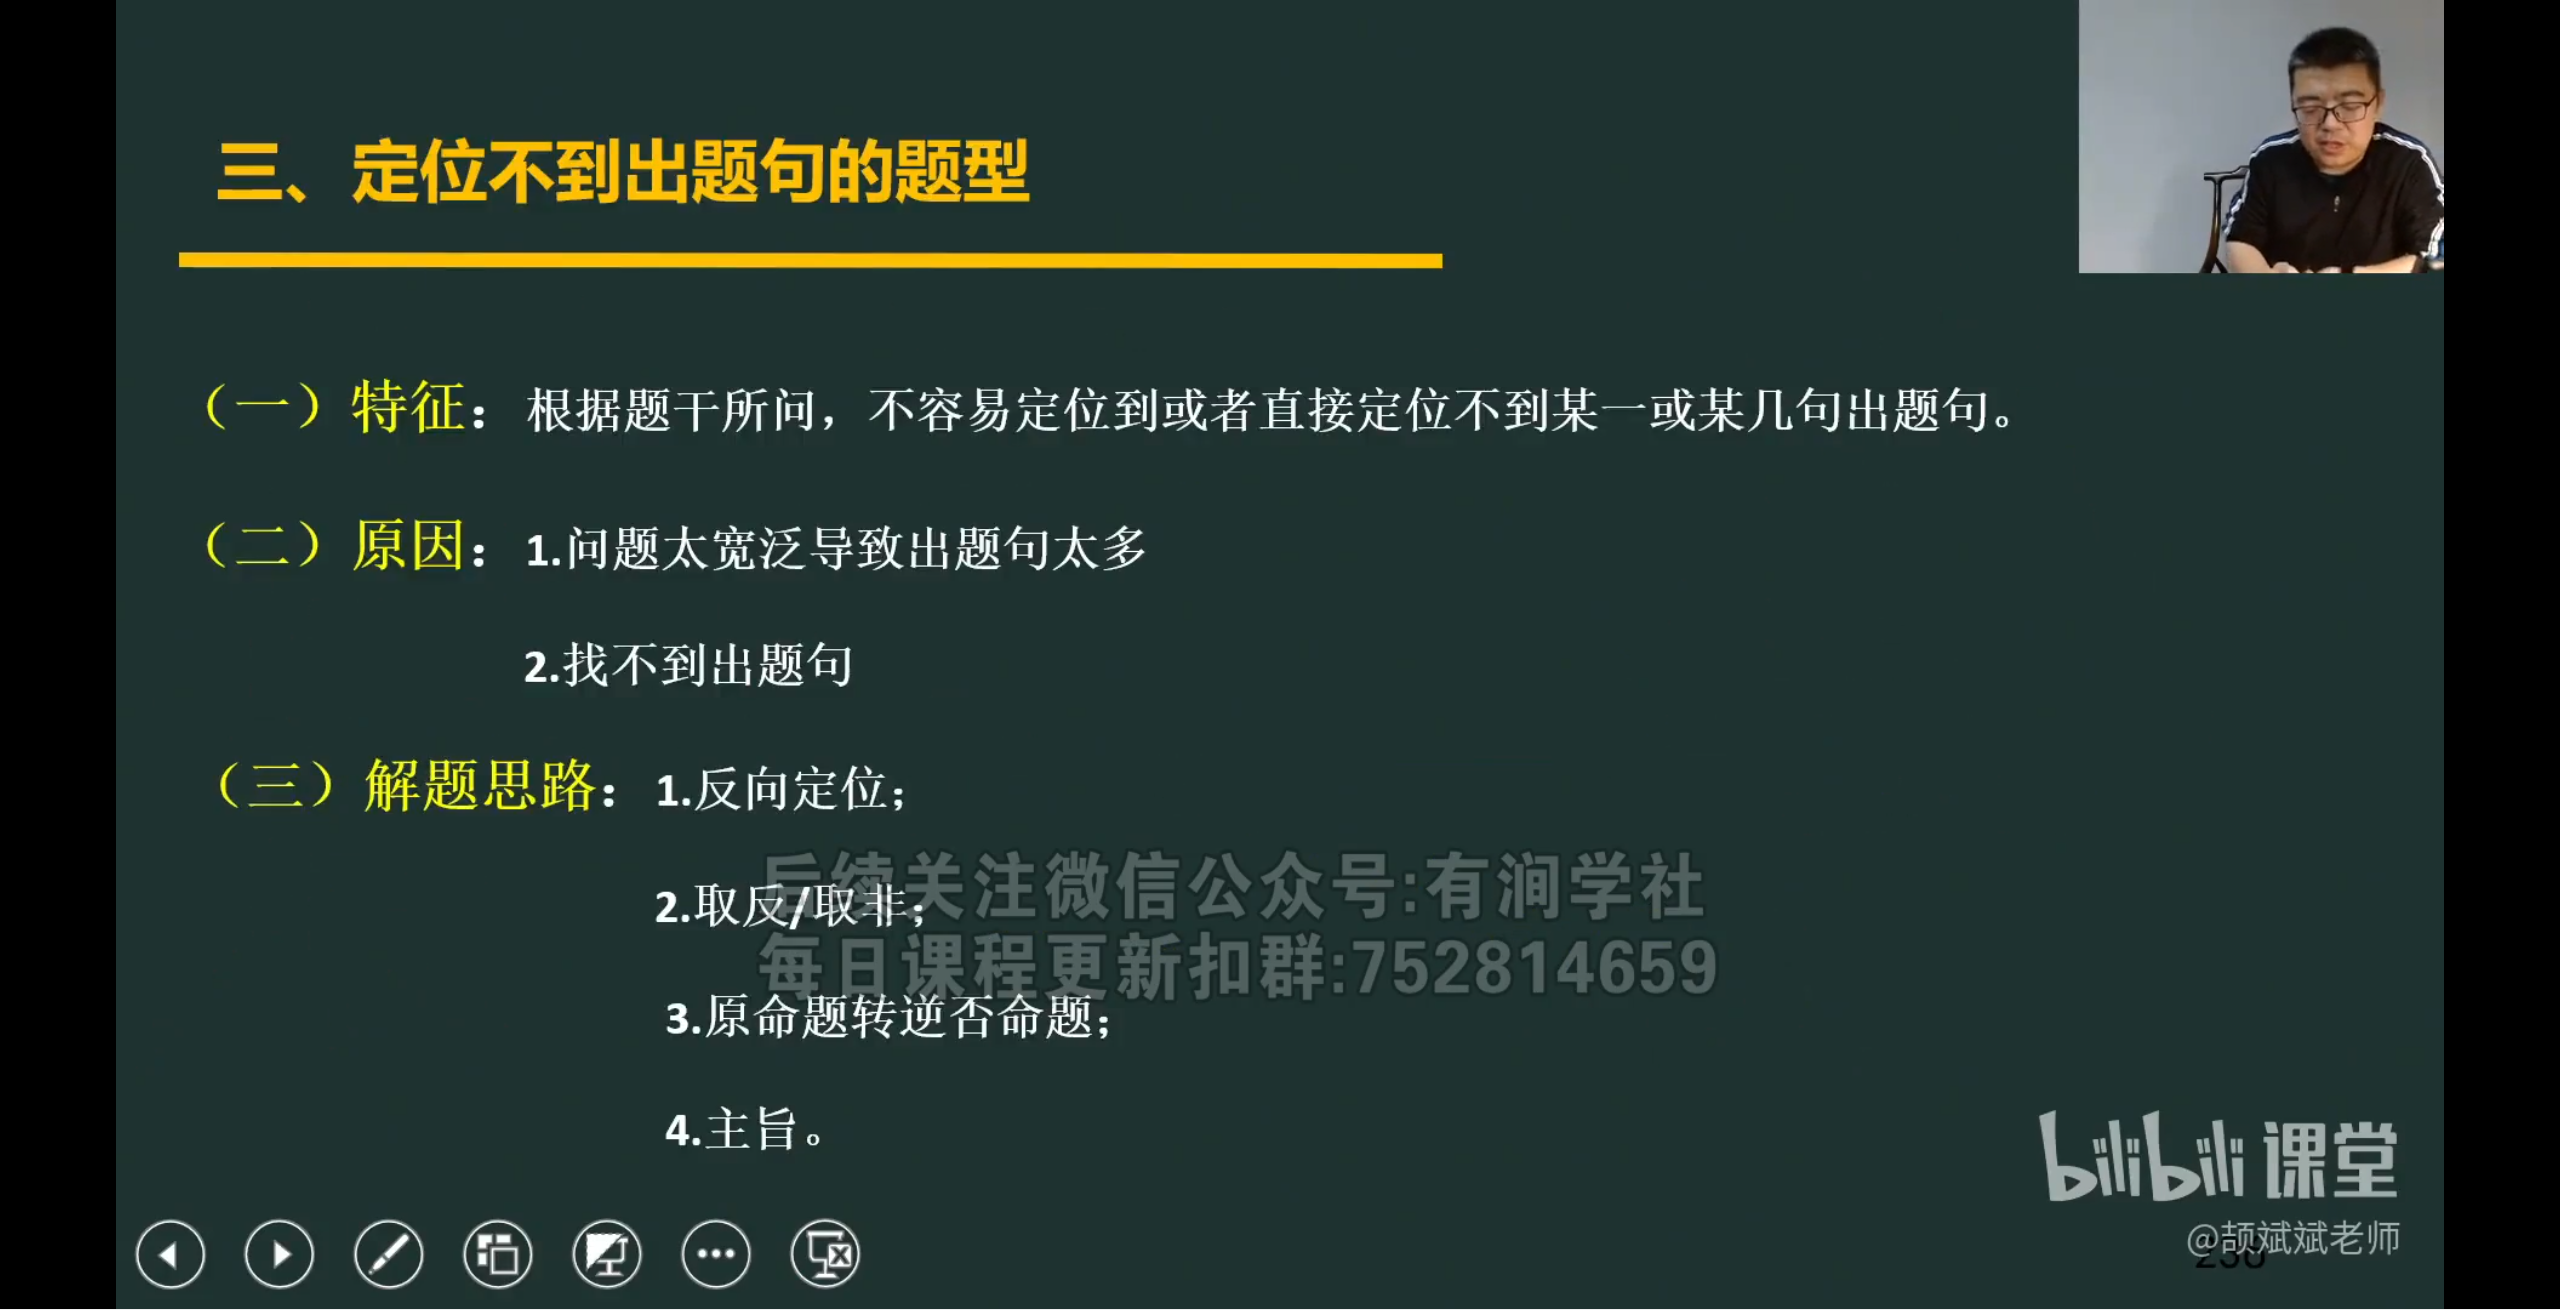 三、定位不到出题句的题型
（一）特征：根据题干所问，不容易定位到或者直接定位不到某一或某几句出题句。
（二）原因：1.问题太宽泛导致出题句太多
2.找不到出题句
（三）解题思路：1.反向定位；
后续关注微信公众号:有涧学社
2.取反/取非；
每日课程更新扣群:752814659
3.原命题转逆否命题；
4.主旨。
bilibili 课堂
@颉斌斌老师